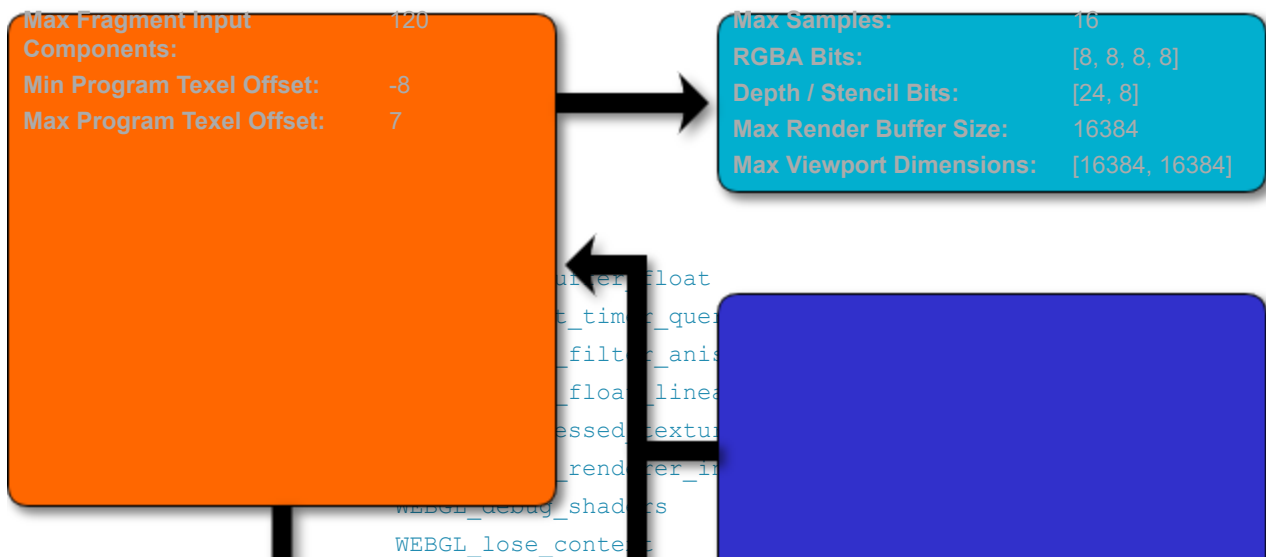 Max Fragment Input 120
Components:
Min Program Texel Offset: -8
Max Program Texel Offset: 7
Max Samples: 16
RGBA Bits: [8, 8, 8, 8]
Depth / Stencil Bits: [24, 8]
Max Render Buffer Size: 16384
Max Viewport Dimensions: [16384, 16384]
float
WEBGL_debug_shaders
WEBGL_lose_context